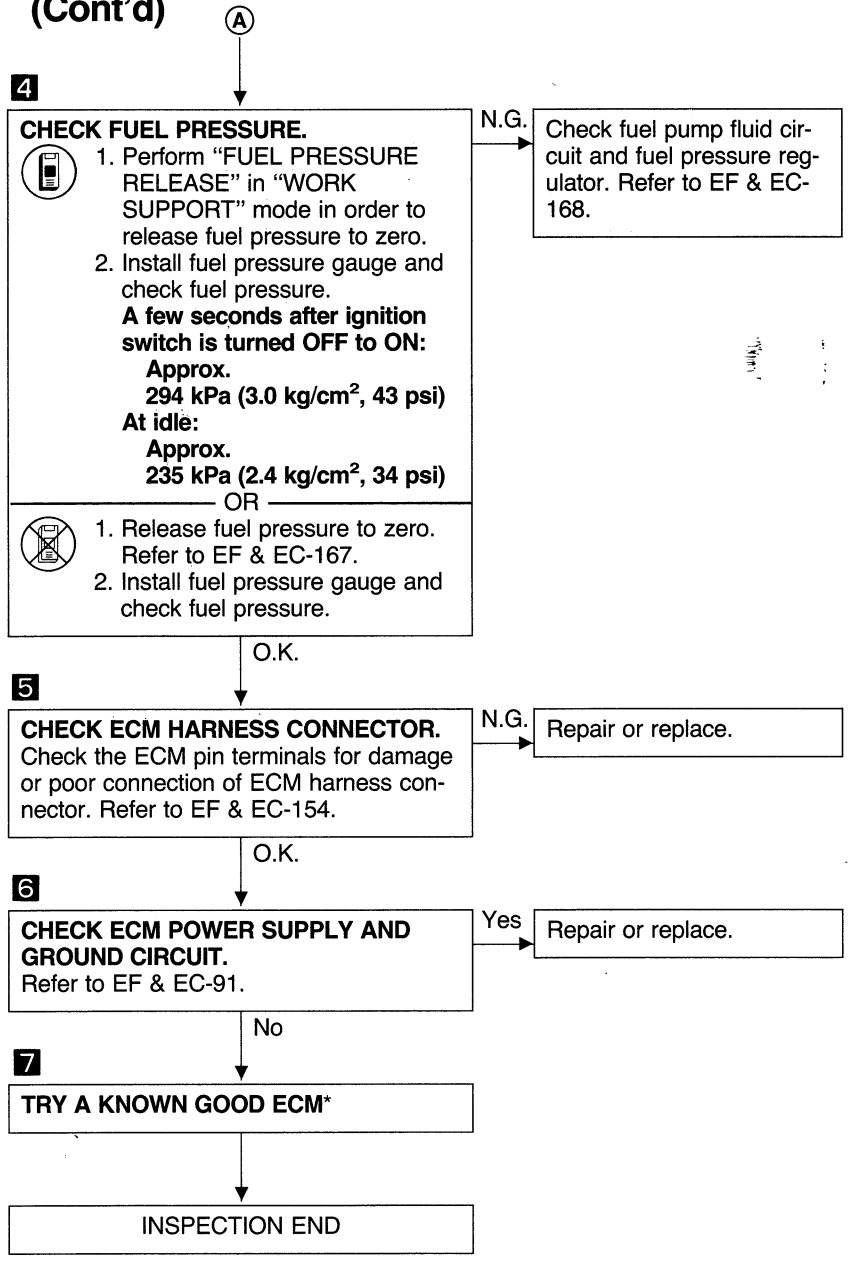 (Cont'd)
A
4
CHECK FUEL PRESSURE.
1. Perform “FUEL PRESSURE
RELEASE” in “WORK
SUPPORT” mode in order to
release fuel pressure to zero.
2. Install fuel pressure gauge and
check fuel pressure.
A few seconds after ignition
switch is turned OFF to ON:
Approx.
294 kPa (3.0 kg/cm², 43 psi)
At idle:
Approx.
235 kPa (2.4 kg/cm², 34 psi)
OR
1. Release fuel pressure to zero.
Refer to EF & EC-167.
2. Install fuel pressure gauge and
check fuel pressure.
N.G.
Check fuel pump fluid cir-
cuit and fuel pressure reg-
ulator. Refer to EF & EC-
168.
O.K.
5
CHECK ECM HARNESS CONNECTOR.
Check the ECM pin terminals for damage
or poor connection of ECM harness con-
nector. Refer to EF & EC-154.
N.G.
Repair or replace.
O.K.
6
CHECK ECM POWER SUPPLY AND
GROUND CIRCUIT.
Refer to EF & EC-91.
Yes
Repair or replace.
No
7
TRY A KNOWN GOOD ECM*
INSPECTION END